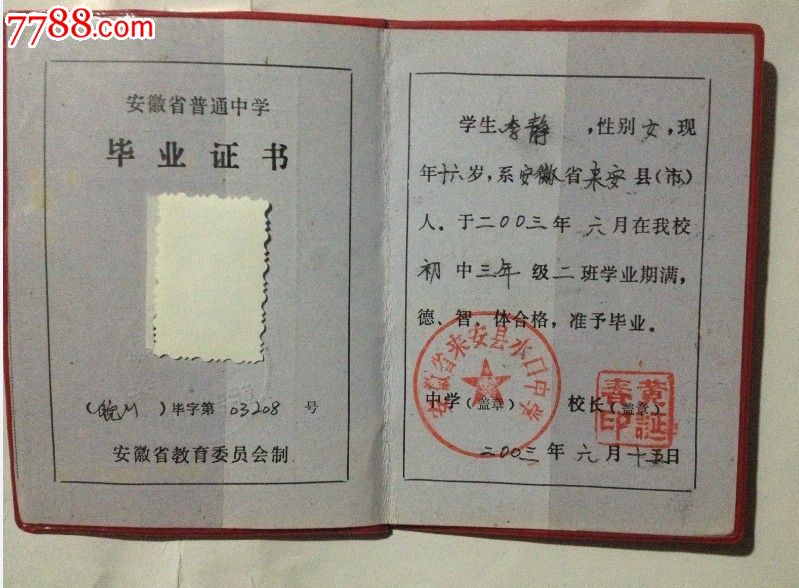 7788.com
安徽省普通中学
毕业证书
( ) 毕字第 03208 号
安徽省教育委员会制
学生李静,性别女,现
年十六岁,系安徽省来安县(市)
人。于二00三年六月在我校
初中三年级二班学业期满,
德、智、体合格,准予毕业。
安徽省来安县水口中学
中学(盖章) 校长(盖章)
黄诞春印
二00三年六月十五日